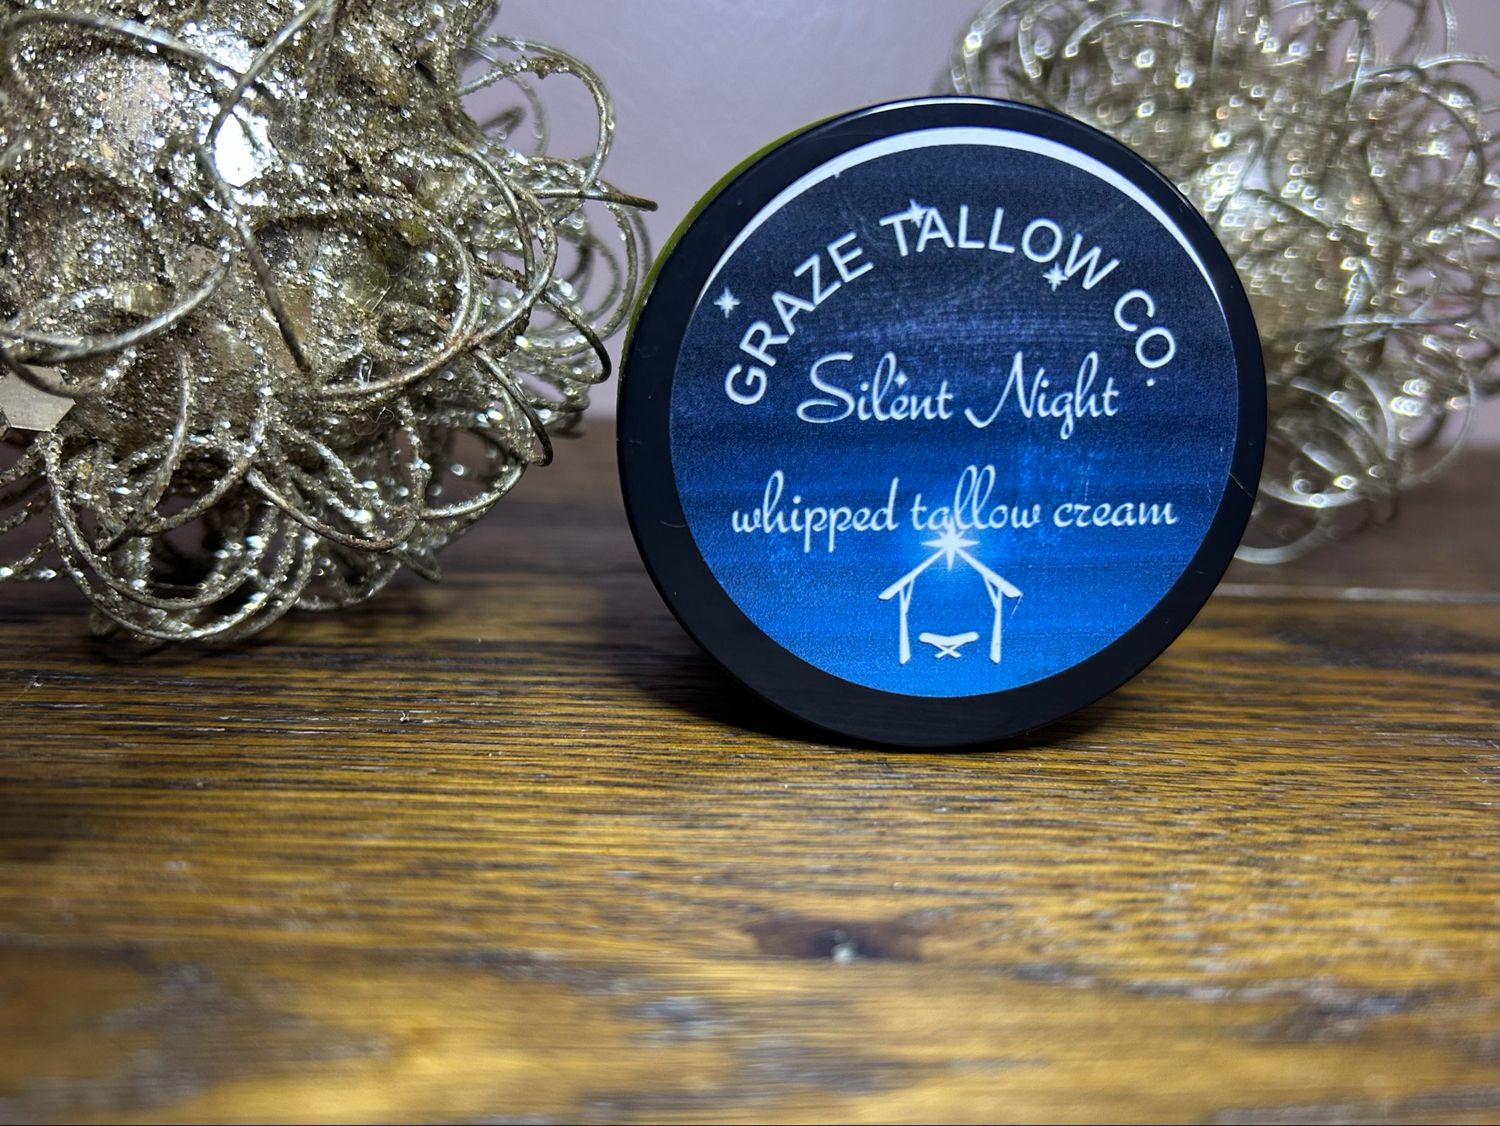 GRAZE TALLOW CO.
Silent Night
whipped tallow cream